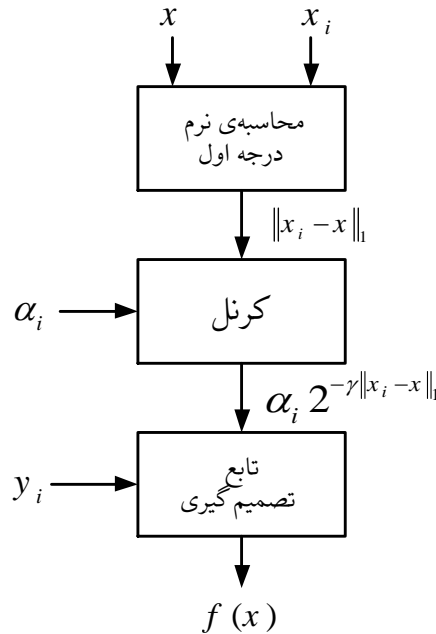 x x_i
محاسبه‌ی نرم
درجه اول
‖x_i − x‖_1
α_i
کرنل
α_i 2^{−γ‖x_i − x‖_1}
y_i
تابع
تصمیم گیری
f (x)